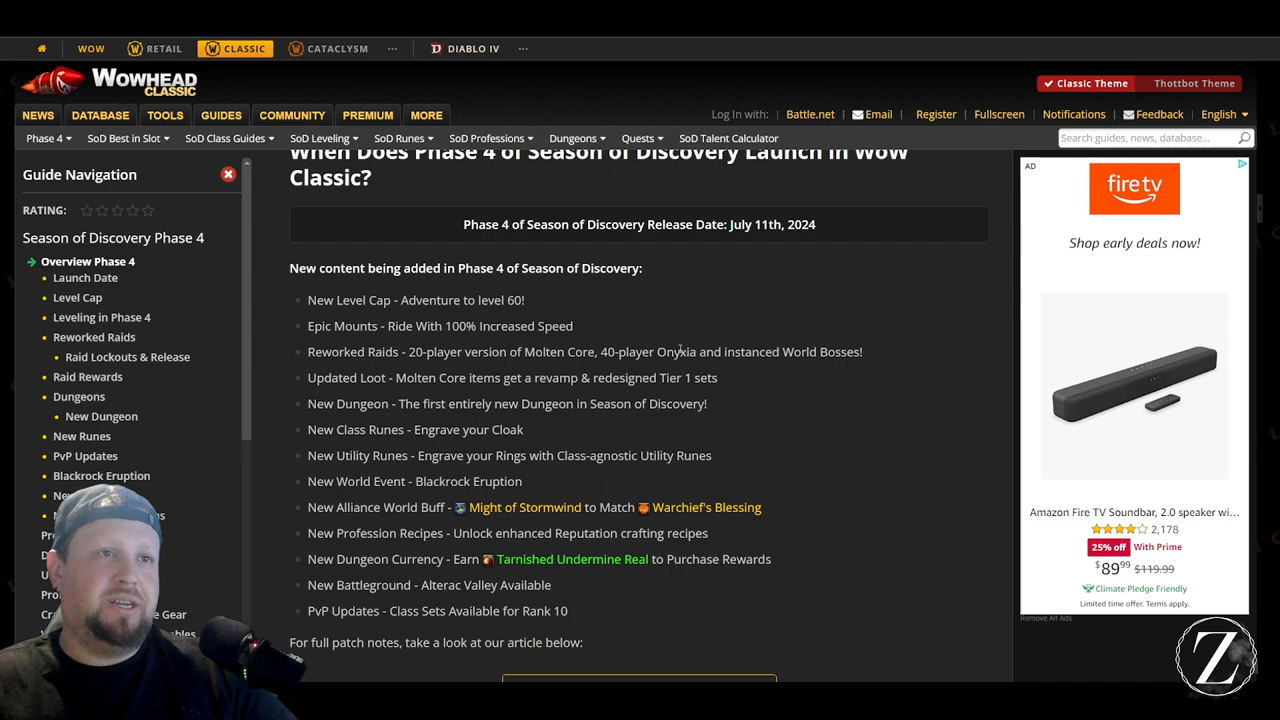 WOW
RETAIL
CLASSIC
CATACLYSM
...
DIABLO IV
...
WOWHEAD
CLASSIC
Classic Theme
Thottbot Theme
NEWS
DATABASE
TOOLS
GUIDES
COMMUNITY
PREMIUM
MORE
Log In with:
Battle.net
Email
Register
Fullscreen
Notifications
Feedback
English
Phase 4
SoD Best in Slot
SoD Class Guides
SoD Leveling
SoD Runes
SoD Professions
Dungeons
Quests
SoD Talent Calculator
Search guides, news, database...
Guide Navigation
RATING:
Season of Discovery Phase 4
Overview Phase 4
Launch Date
Level Cap
Leveling in Phase 4
Reworked Raids
Raid Lockouts & Release
Raid Rewards
Dungeons
New Dungeon
New Runes
PvP Updates
Blackrock Eruption
When Does Phase 4 of Season of Discovery Launch in WoW
Classic?
Phase 4 of Season of Discovery Release Date: July 11th, 2024
New content being added in Phase 4 of Season of Discovery:
New Level Cap - Adventure to level 60!
Epic Mounts - Ride With 100% Increased Speed
Reworked Raids - 20-player version of Molten Core, 40-player Onyxia and instanced World Bosses!
Updated Loot - Molten Core items get a revamp & redesigned Tier 1 sets
New Dungeon - The first entirely new Dungeon in Season of Discovery!
New Class Runes - Engrave your Cloak
New Utility Runes - Engrave your Rings with Class-agnostic Utility Runes
New World Event - Blackrock Eruption
New Alliance World Buff - Might of Stormwind to Match Warchief's Blessing
New Profession Recipes - Unlock enhanced Reputation crafting recipes
New Dungeon Currency - Earn Tarnished Undermine Real to Purchase Rewards
New Battleground - Alterac Valley Available
PvP Updates - Class Sets Available for Rank 10
For full patch notes, take a look at our article below:
AD
fire tv
Shop early deals now!
Amazon Fire TV Soundbar, 2.0 speaker wi...
2,178
25% off With Prime
$89.99 $119.99
Climate Pledge Friendly
Limited time offer. Terms apply.
Remove All Ads
Z